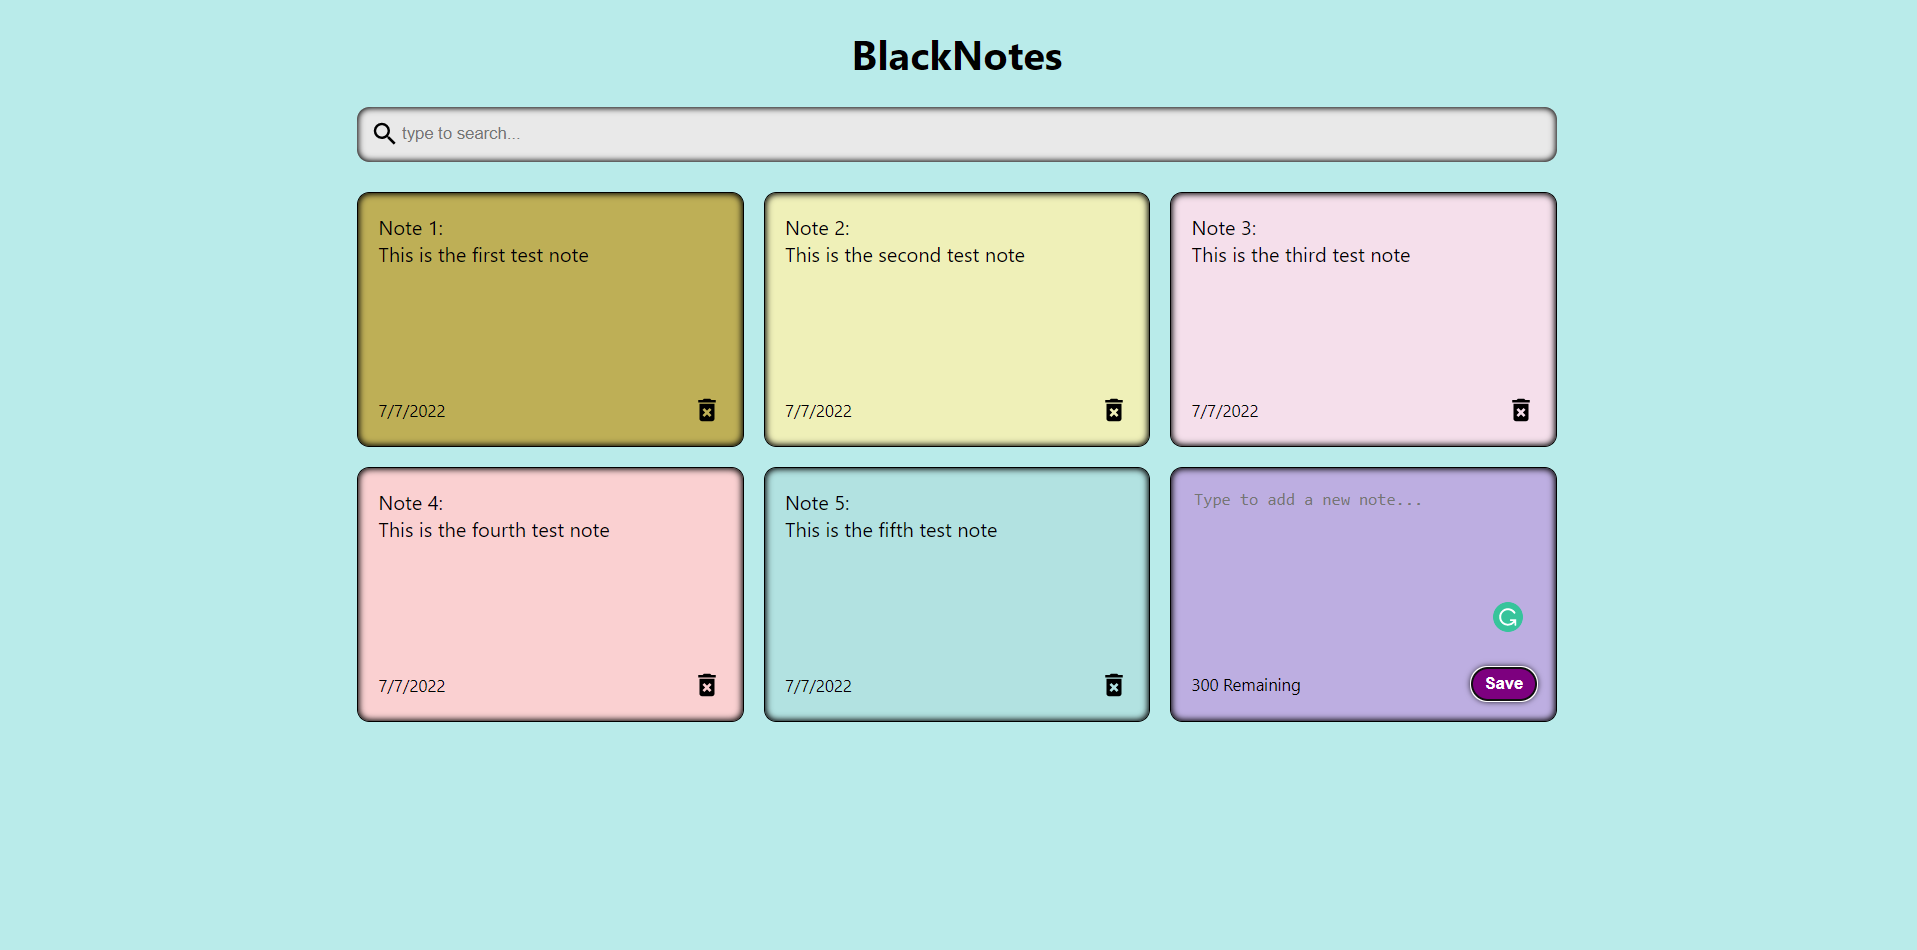 BlackNotes
type to search...
Note 1:
This is the first test note
7/7/2022
Note 2:
This is the second test note
7/7/2022
Note 3:
This is the third test note
7/7/2022
Note 4:
This is the fourth test note
7/7/2022
Note 5:
This is the fifth test note
7/7/2022
Type to add a new note...
300 Remaining
Save